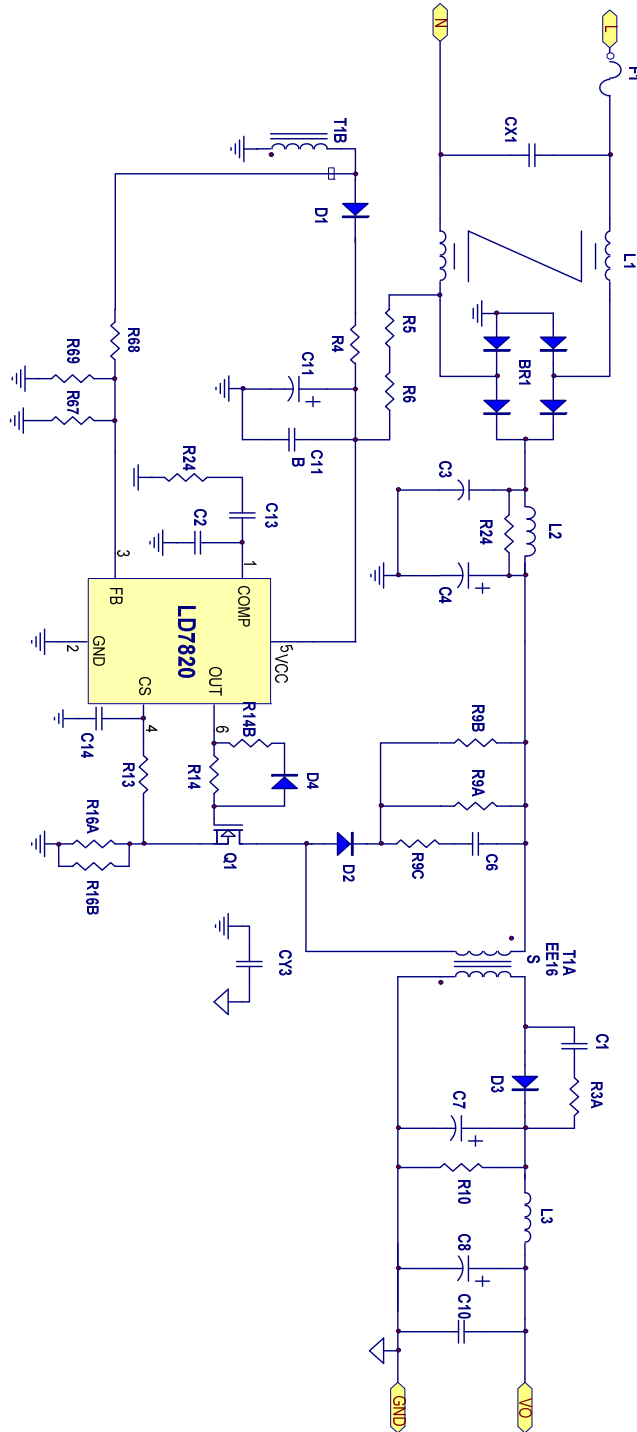 F1
L
L1
CX1
N
BR1
L2
R24
C3
C4
R9B
R9A
C6
R9C
D2
T1A
EE16
S
C1
R3A
D3
C7
R10
L3
C8
C10
VO
GND
T1B
D1
R4
R5
R6
C11
C11
B
R68
R69
R67
R24
C13
C2
1
3
COMP
FB
LD7820
VCC
5
GND
2
OUT
CS
6
4
R14B
D4
R14
R13
C14
R16A
R16B
Q1
CY3